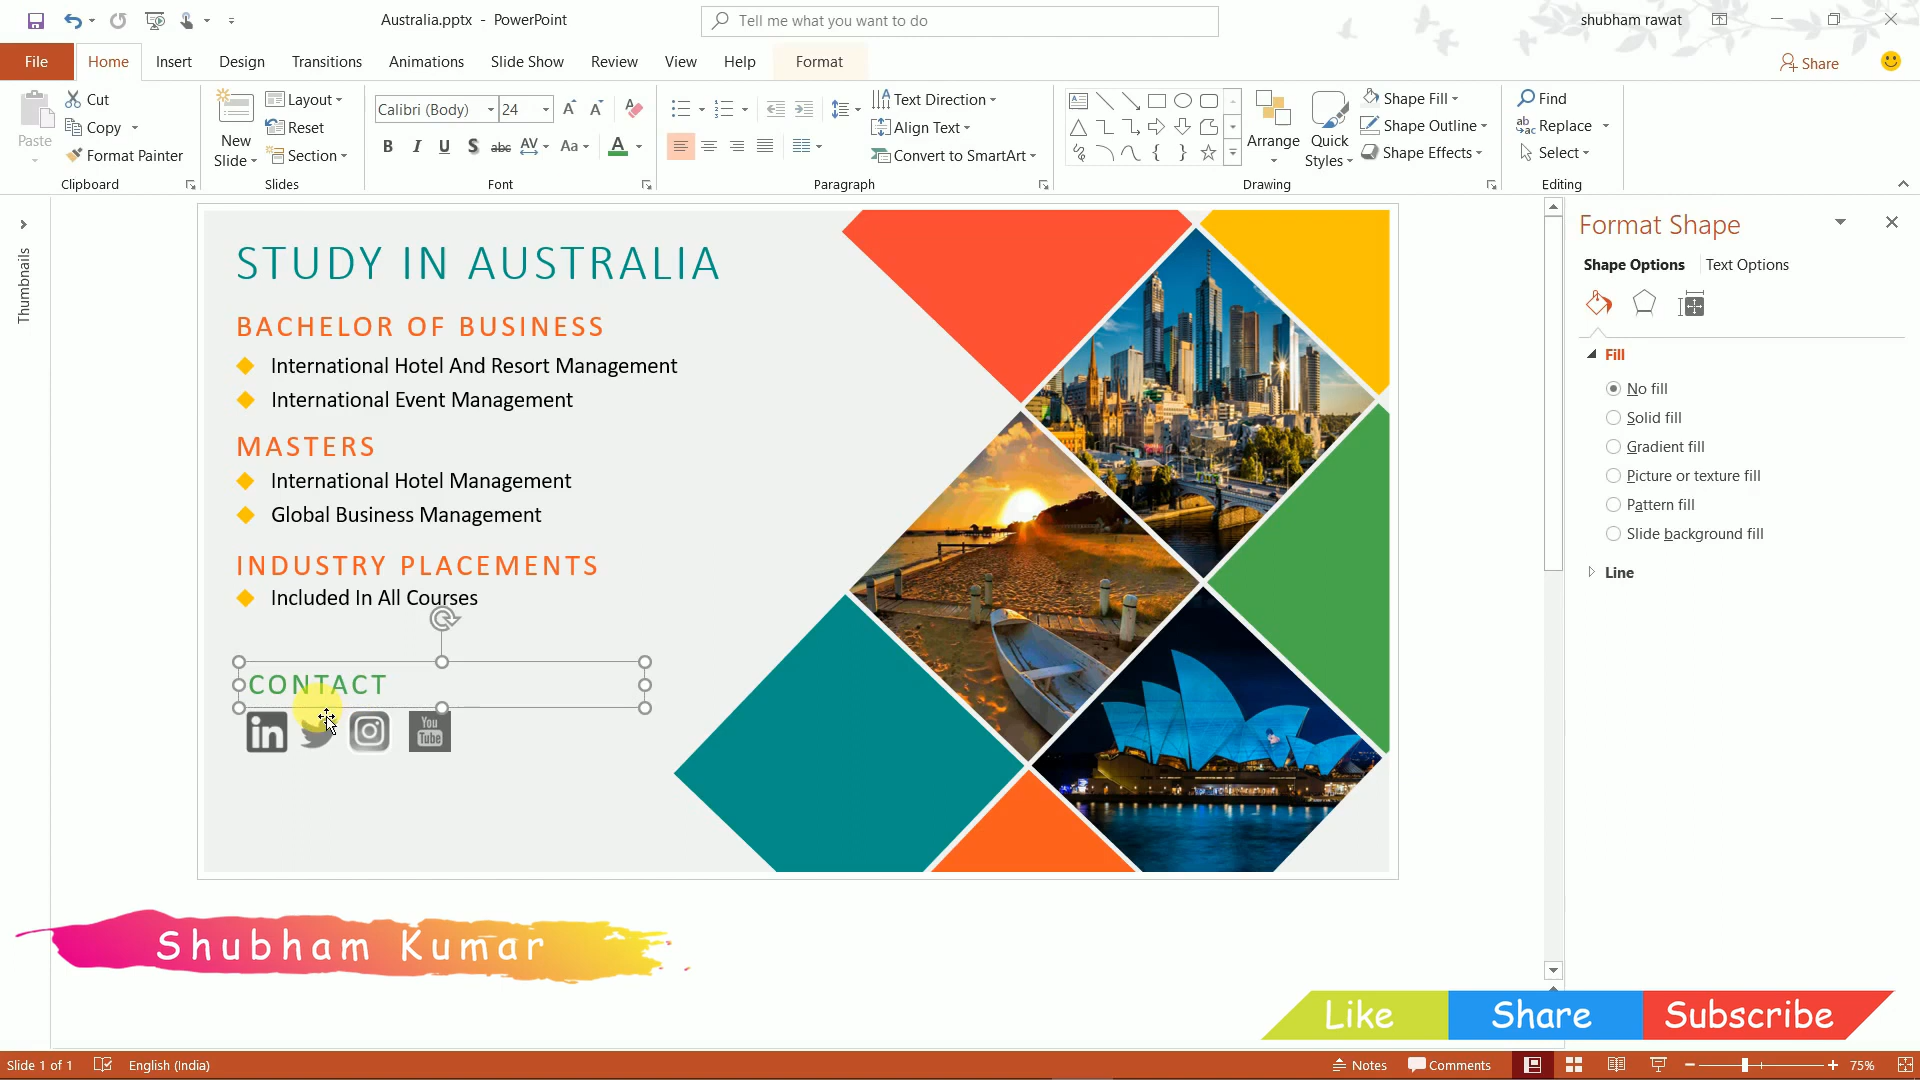 Australia.pptx - PowerPoint
Tell me what you want to do
shubham rawat
File Home Insert Design Transitions Animations Slide Show Review View Help Format Share
Paste
Cut
Copy
Format Painter
Clipboard
New Slide
Layout
Reset
Section
Slides
Calibri (Body) 24
B I U S abc AV Aa A
Font
Text Direction
Align Text
Convert to SmartArt
Paragraph
Arrange
Quick Styles
Shape Fill
Shape Outline
Shape Effects
Drawing
Find
Replace
Select
Editing
Thumbnails
STUDY IN AUSTRALIA
BACHELOR OF BUSINESS
International Hotel And Resort Management
International Event Management
MASTERS
International Hotel Management
Global Business Management
INDUSTRY PLACEMENTS
Included In All Courses
CONTACT
in
You
Tube
Format Shape
Shape Options Text Options
Fill
No fill
Solid fill
Gradient fill
Picture or texture fill
Pattern fill
Slide background fill
Line
Shubham Kumar
Like Share Subscribe
Slide 1 of 1 English (India) Notes Comments 75%